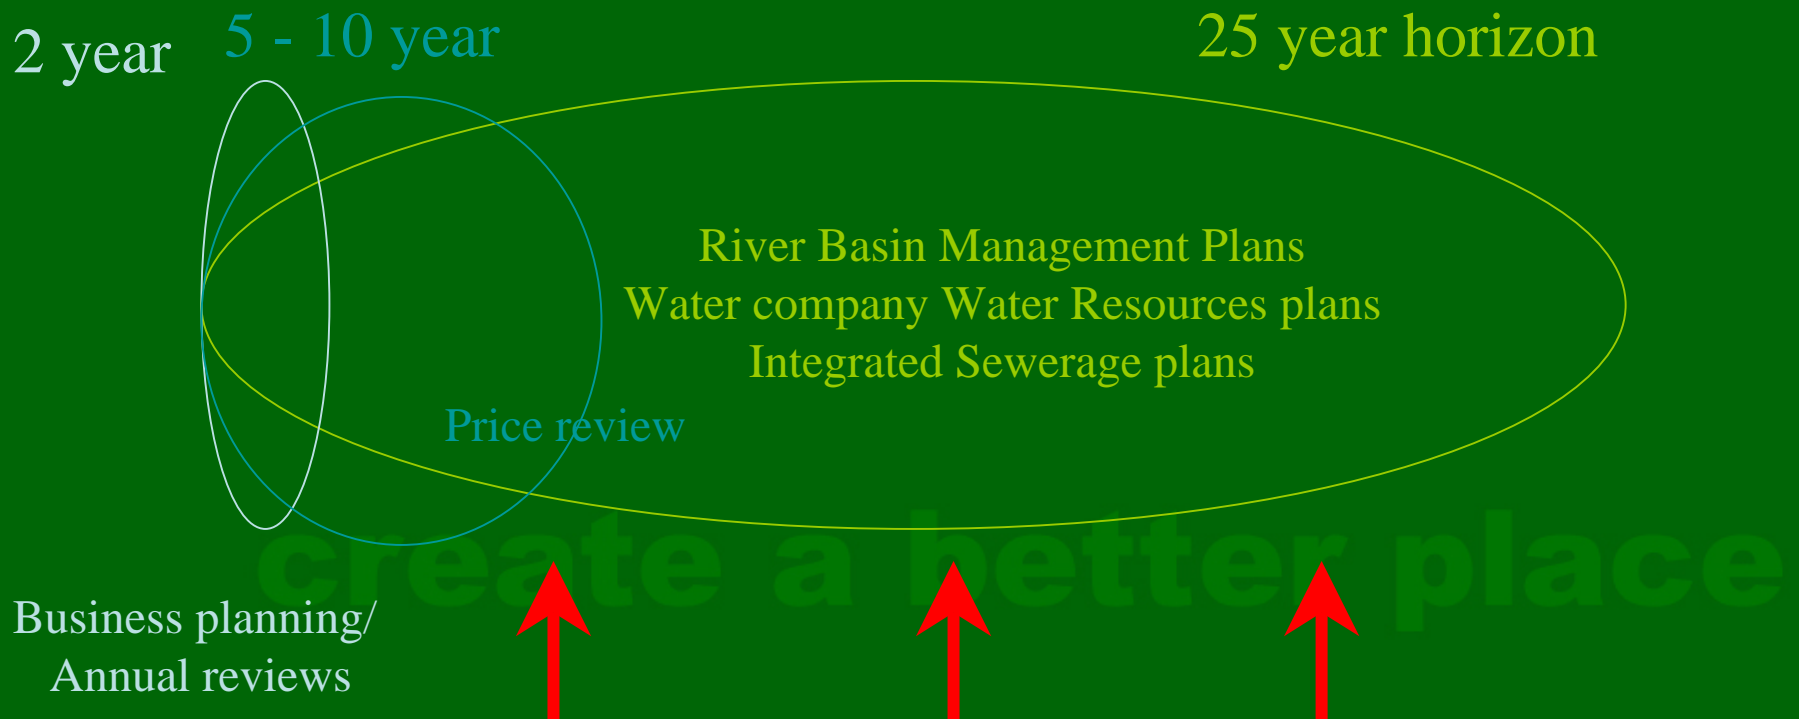 2 year
5 - 10 year
25 year horizon
River Basin Management Plans
Water company Water Resources plans
Integrated Sewerage plans
Price review
create a better place
Business planning/
Annual reviews